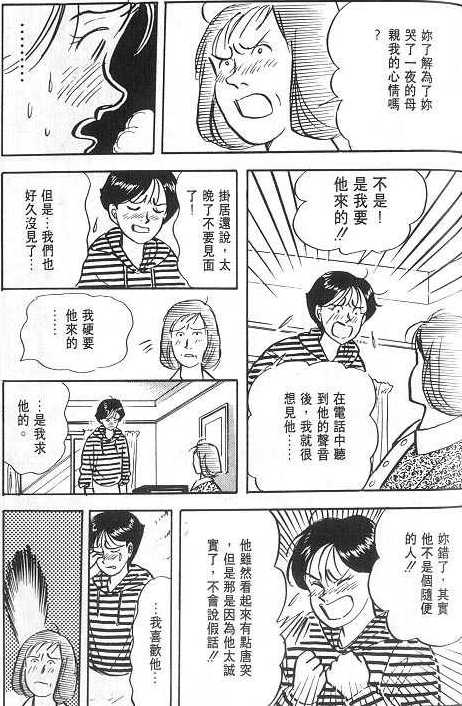 妳了解為了妳
哭了一夜的母
親我的心情嗎
?
………
不是!
是我要
他來的!!
在電話中聽
到他的聲音
後,我就很
想見他……
掛居還說,太
晚了不要見面
了!
但是…我們也
好久沒見了…
我硬要
他來的
……
…是我求
他的。
妳錯了,其實
他不是個隨便
的人!!
他雖然看起來有點唐突
,但是那是因為他太誠
實了,不會說假話!!
…我喜歡他…